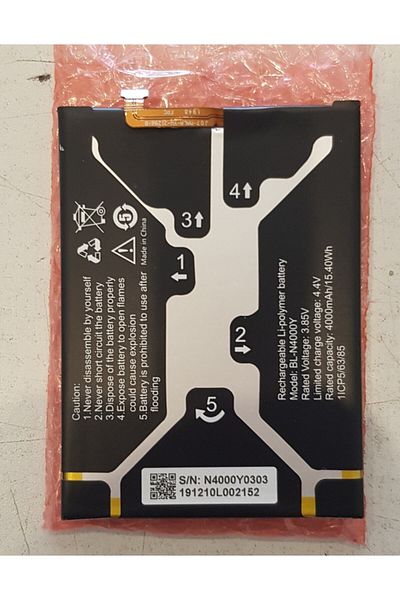 Caution:
1.Never disassemble by yourself
2.Never short circuit the battery
3.Dispose of the battery properly
4.Expose battery to open flames
could cause explosion
5.Battery is prohibited to use after
flooding
Made in China
5
3
4
1
2
5
Rechargeable Li-polymer battery
Model: BL-N4000Y
Rated Voltage: 3.85V
Limited charge voltage: 4.4V
Rated capacity: 4000mAh/15.40Wh
1ICP5/63/85
S/N: N4000Y0303
191210L002152